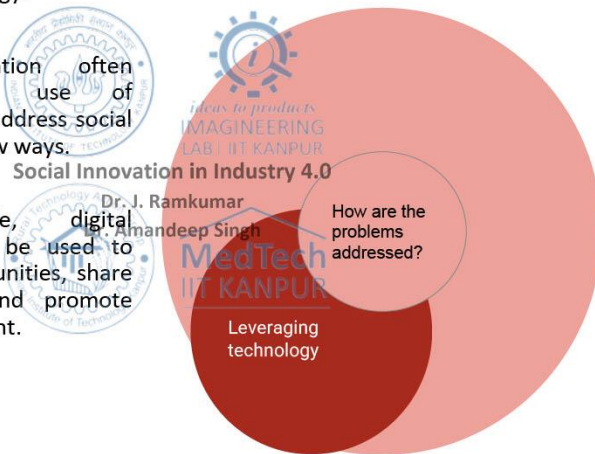 ation often
use of
ddress social
w ways.
ideas to products
IMAGINEERING
LAB | IIT KANPUR
Social Innovation in Industry 4.0
Dr. J. Ramkumar
Amandeep Singh
e, digital
be used to
unities, share
nd promote
nt.
MedTech
IIT KANPUR
How are the
problems
addressed?
Leveraging
technology